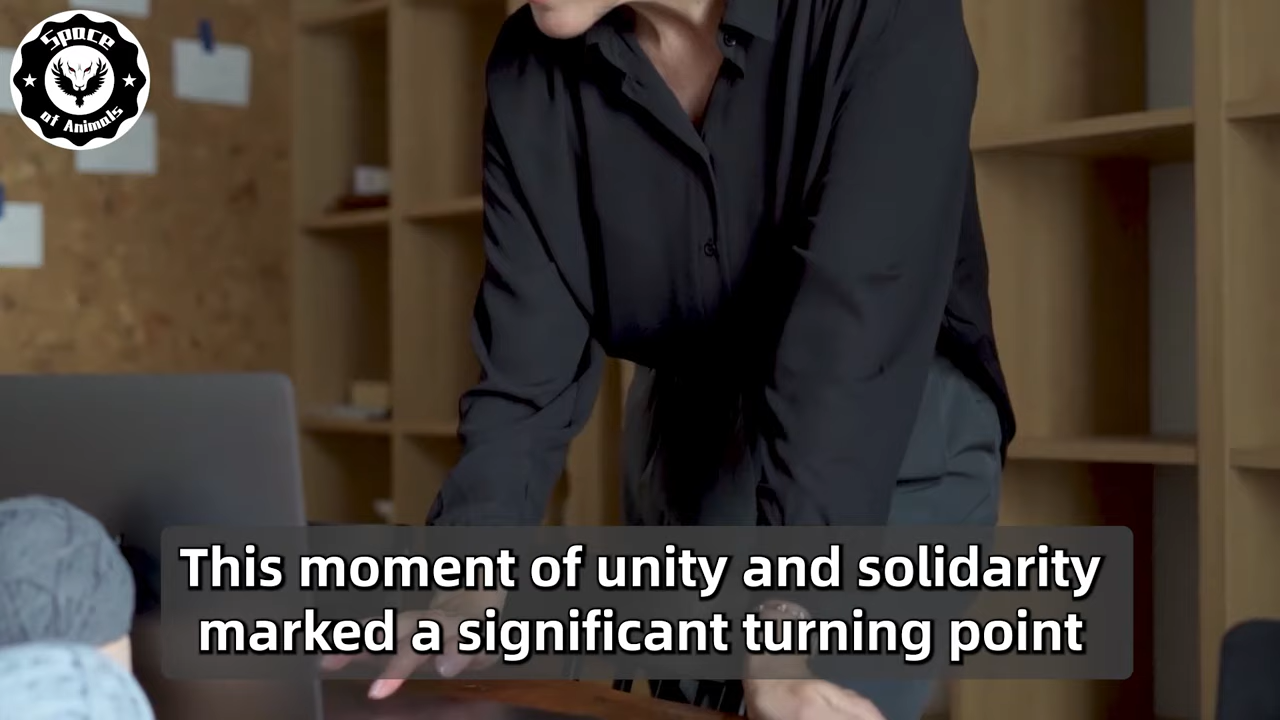 Space
of Animals
This moment of unity and solidarity
marked a significant turning point